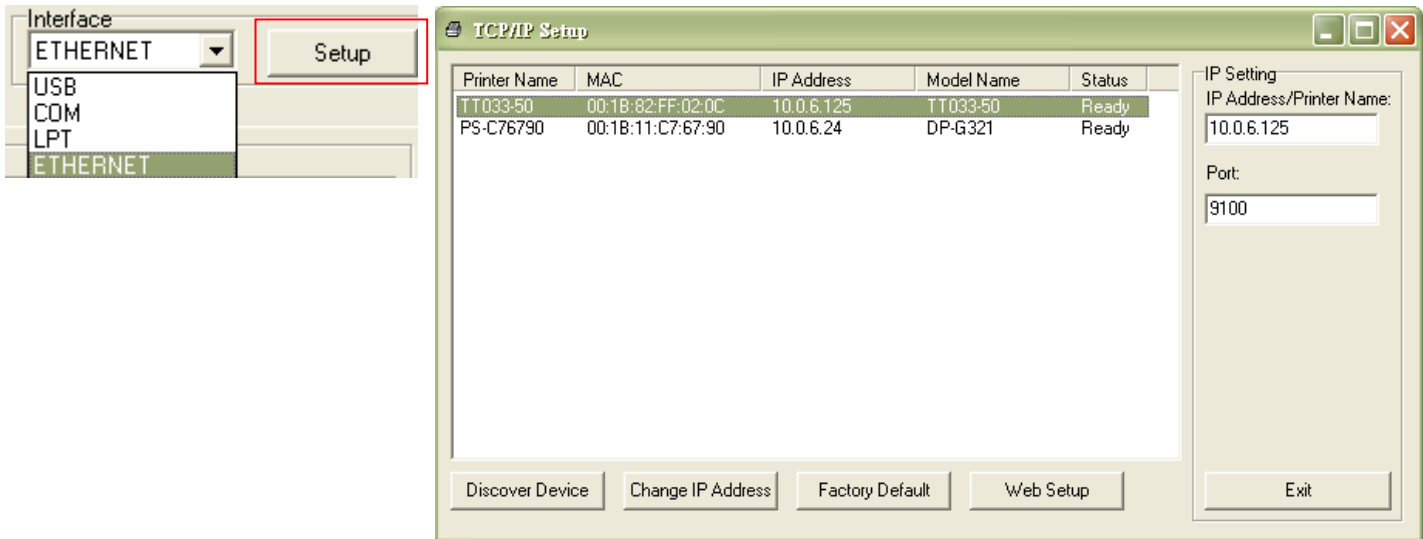 Interface
ETHERNET
Setup
USB
COM
LPT
ETHERNET
TCP/IP Setup
Printer Name MAC IP Address Model Name Status
TT033-50 00:1B:82:FF:02:0C 10.0.6.125 TT033-50 Ready
PS-C76790 00:1B:11:C7:67:90 10.0.6.24 DP-G321 Ready
IP Setting
IP Address/Printer Name:
10.0.6.125
Port:
9100
Discover Device Change IP Address Factory Default Web Setup Exit